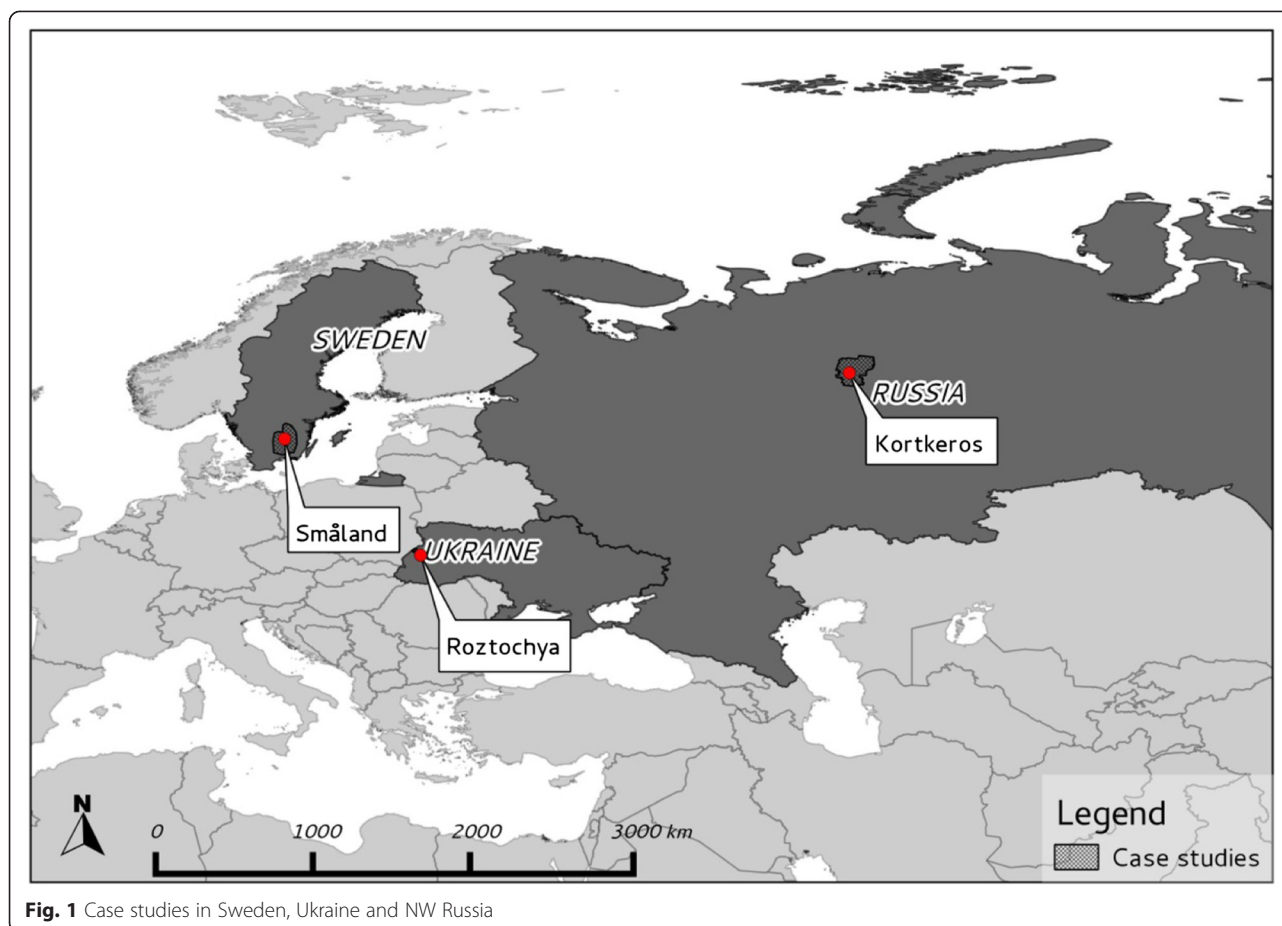 SWEDEN
RUSSIA
Kortkeros
Småland
UKRAINE
Roztochya
N
0 1000 2000 3000 km
Legend
Case studies
Fig. 1 Case studies in Sweden, Ukraine and NW Russia